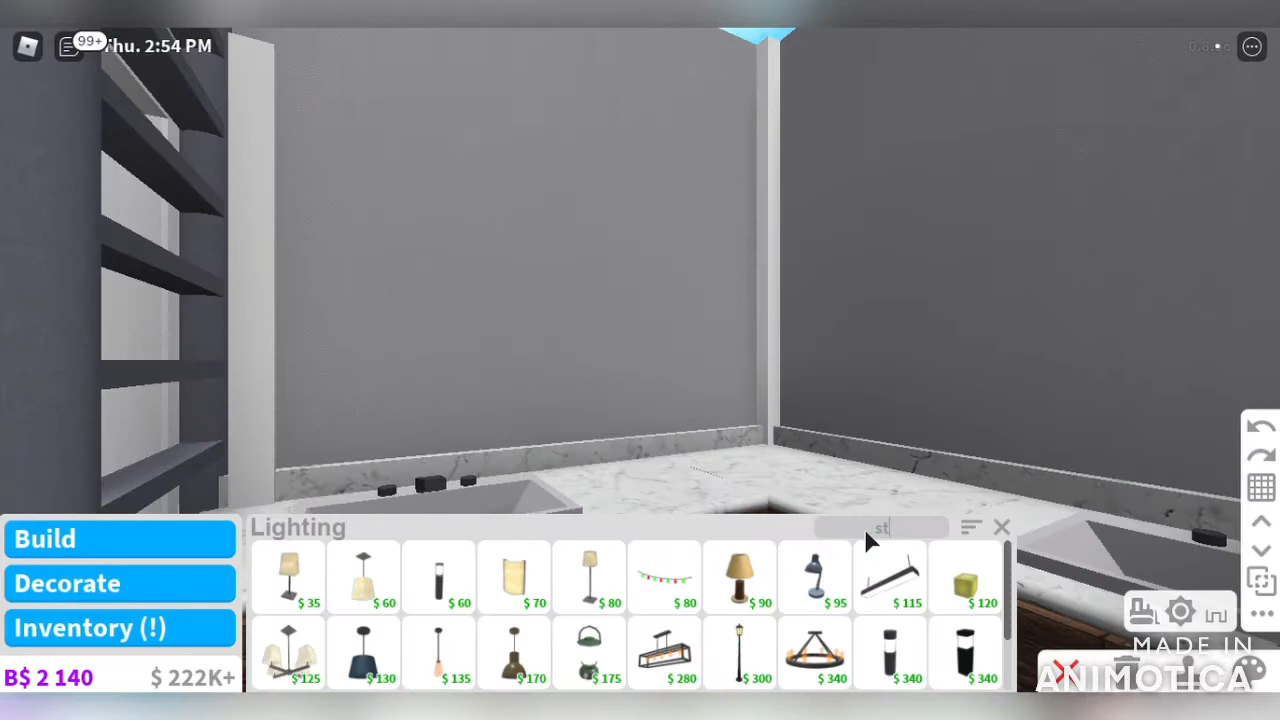 99+
Thu. 2:54 PM
Lighting
st
Build
Decorate
Inventory (!)
B$ 2 140
$ 222K+
$ 35
$ 60
$ 60
$ 70
$ 80
$ 80
$ 90
$ 95
$ 115
$ 120
$ 125
$ 130
$ 135
$ 170
$ 175
$ 280
$ 300
$ 340
$ 340
$ 340
MADE IN
ANIMOTICA